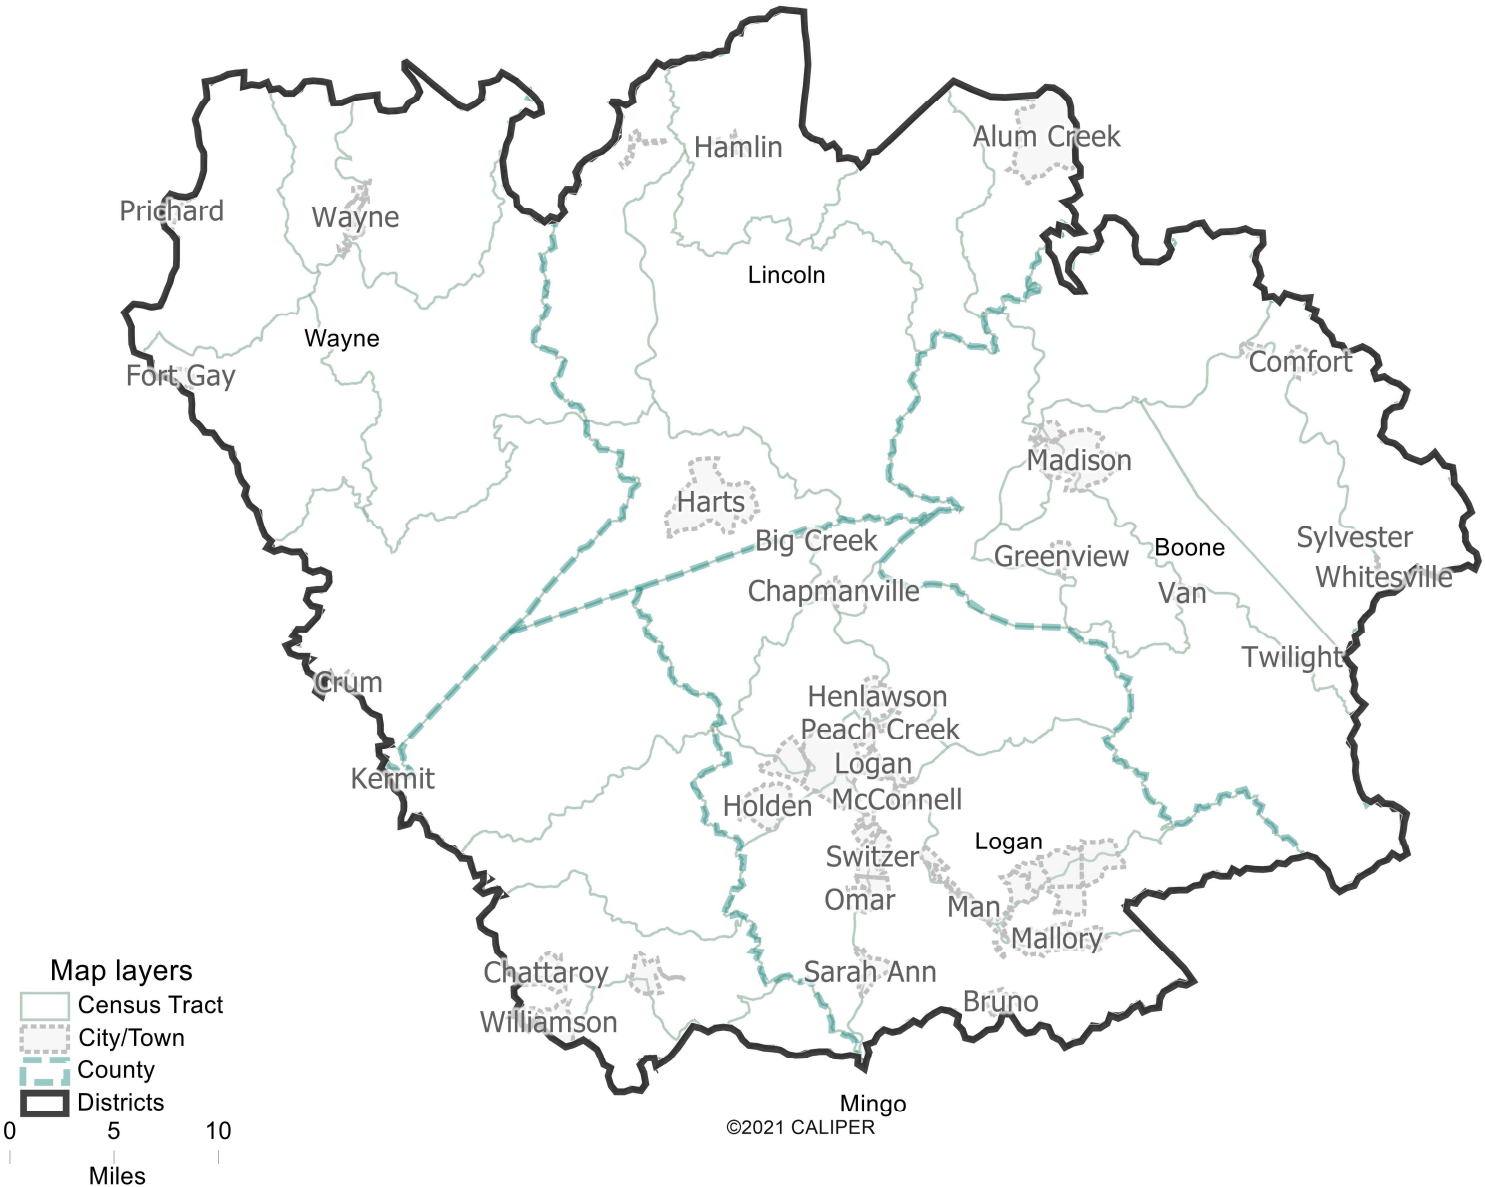 Hamlin
Alum Creek
Prichard
Wayne
Lincoln
Wayne
Fort Gay
Comfort
Madison
Harts
Big Creek
Greenview
Boone
Sylvester
Whitesville
Chapmanville
Van
Twilight
Crum
Henlawson
Peach Creek
Logan
Kermit
Holden
McConnell
Switzer
Logan
Omar
Man
Mallory
Chattaroy
Sarah Ann
Bruno
Williamson
Map layers
Census Tract
City/Town
County
Districts
0 5 10
Miles
Mingo
©2021 CALIPER